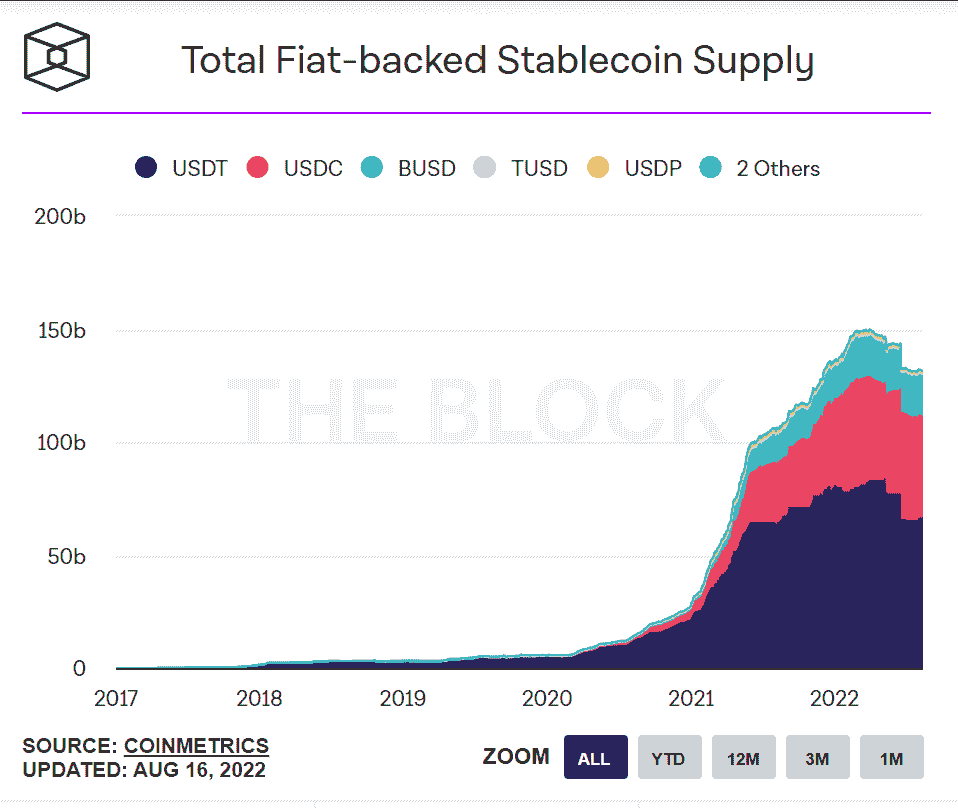 Total Fiat-backed Stablecoin Supply
USDT USDC BUSD TUSD USDP 2 Others
200b
150b
THE BLOCK
100b
50b
0
2017 2018 2019 2020 2021 2022
SOURCE: COINMETRICS
UPDATED: AUG 16, 2022
ZOOM ALL YTD 12M 3M 1M